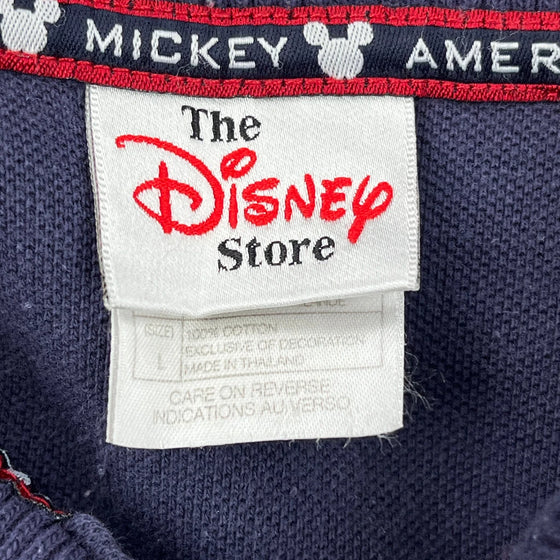 MICKEY AMER
The
DISNEY
Store
(SIZE)
L
100% COTTON
EXCLUSIVE OF DECORATION
MADE IN THAILAND
CARE ON REVERSE
INDICATIONS AU VERSO